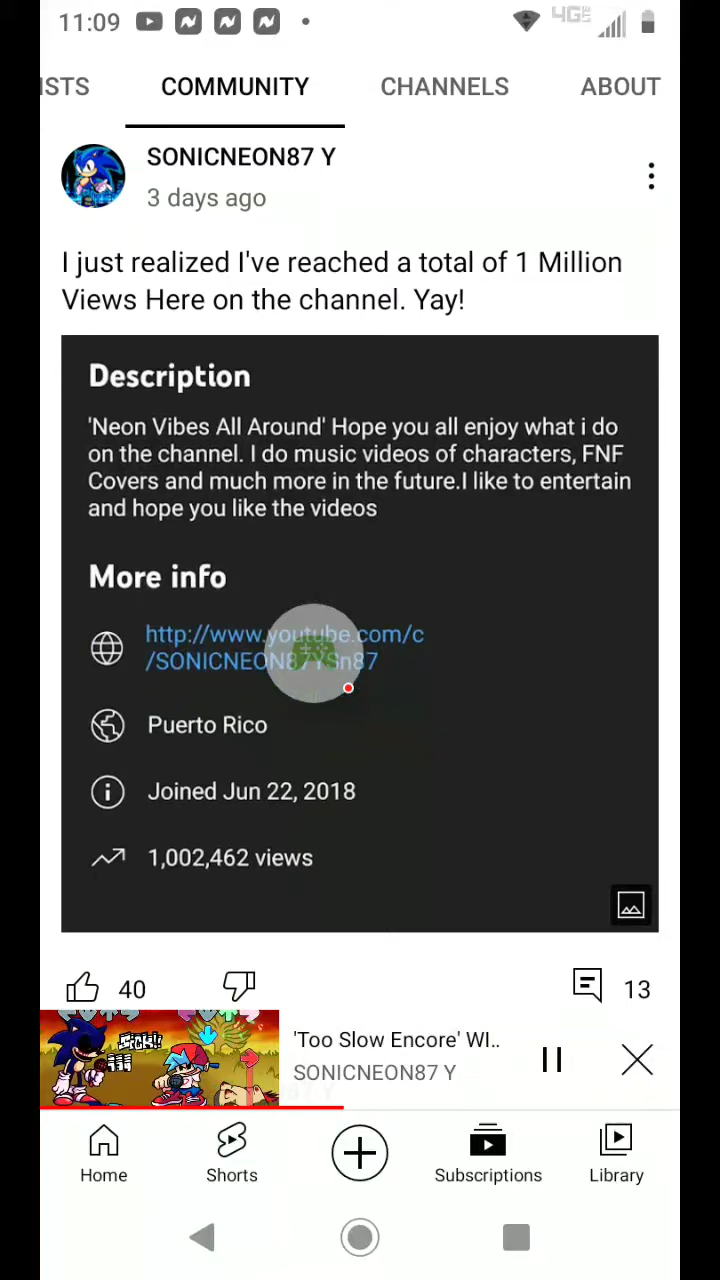 11:09
4G
ISTS COMMUNITY CHANNELS ABOUT
SONICNEON87 Y
3 days ago
I just realized I've reached a total of 1 Million
Views Here on the channel. Yay!
Description
'Neon Vibes All Around' Hope you all enjoy what i do
on the channel. I do music videos of characters, FNF
Covers and much more in the future.I like to entertain
and hope you like the videos
More info
http://www.youtube.com/c
/SONICNEON87YSn87
Puerto Rico
Joined Jun 22, 2018
1,002,462 views
40
13
SICK!!
'Too Slow Encore' WI..
SONICNEON87 Y
Home Shorts Subscriptions Library